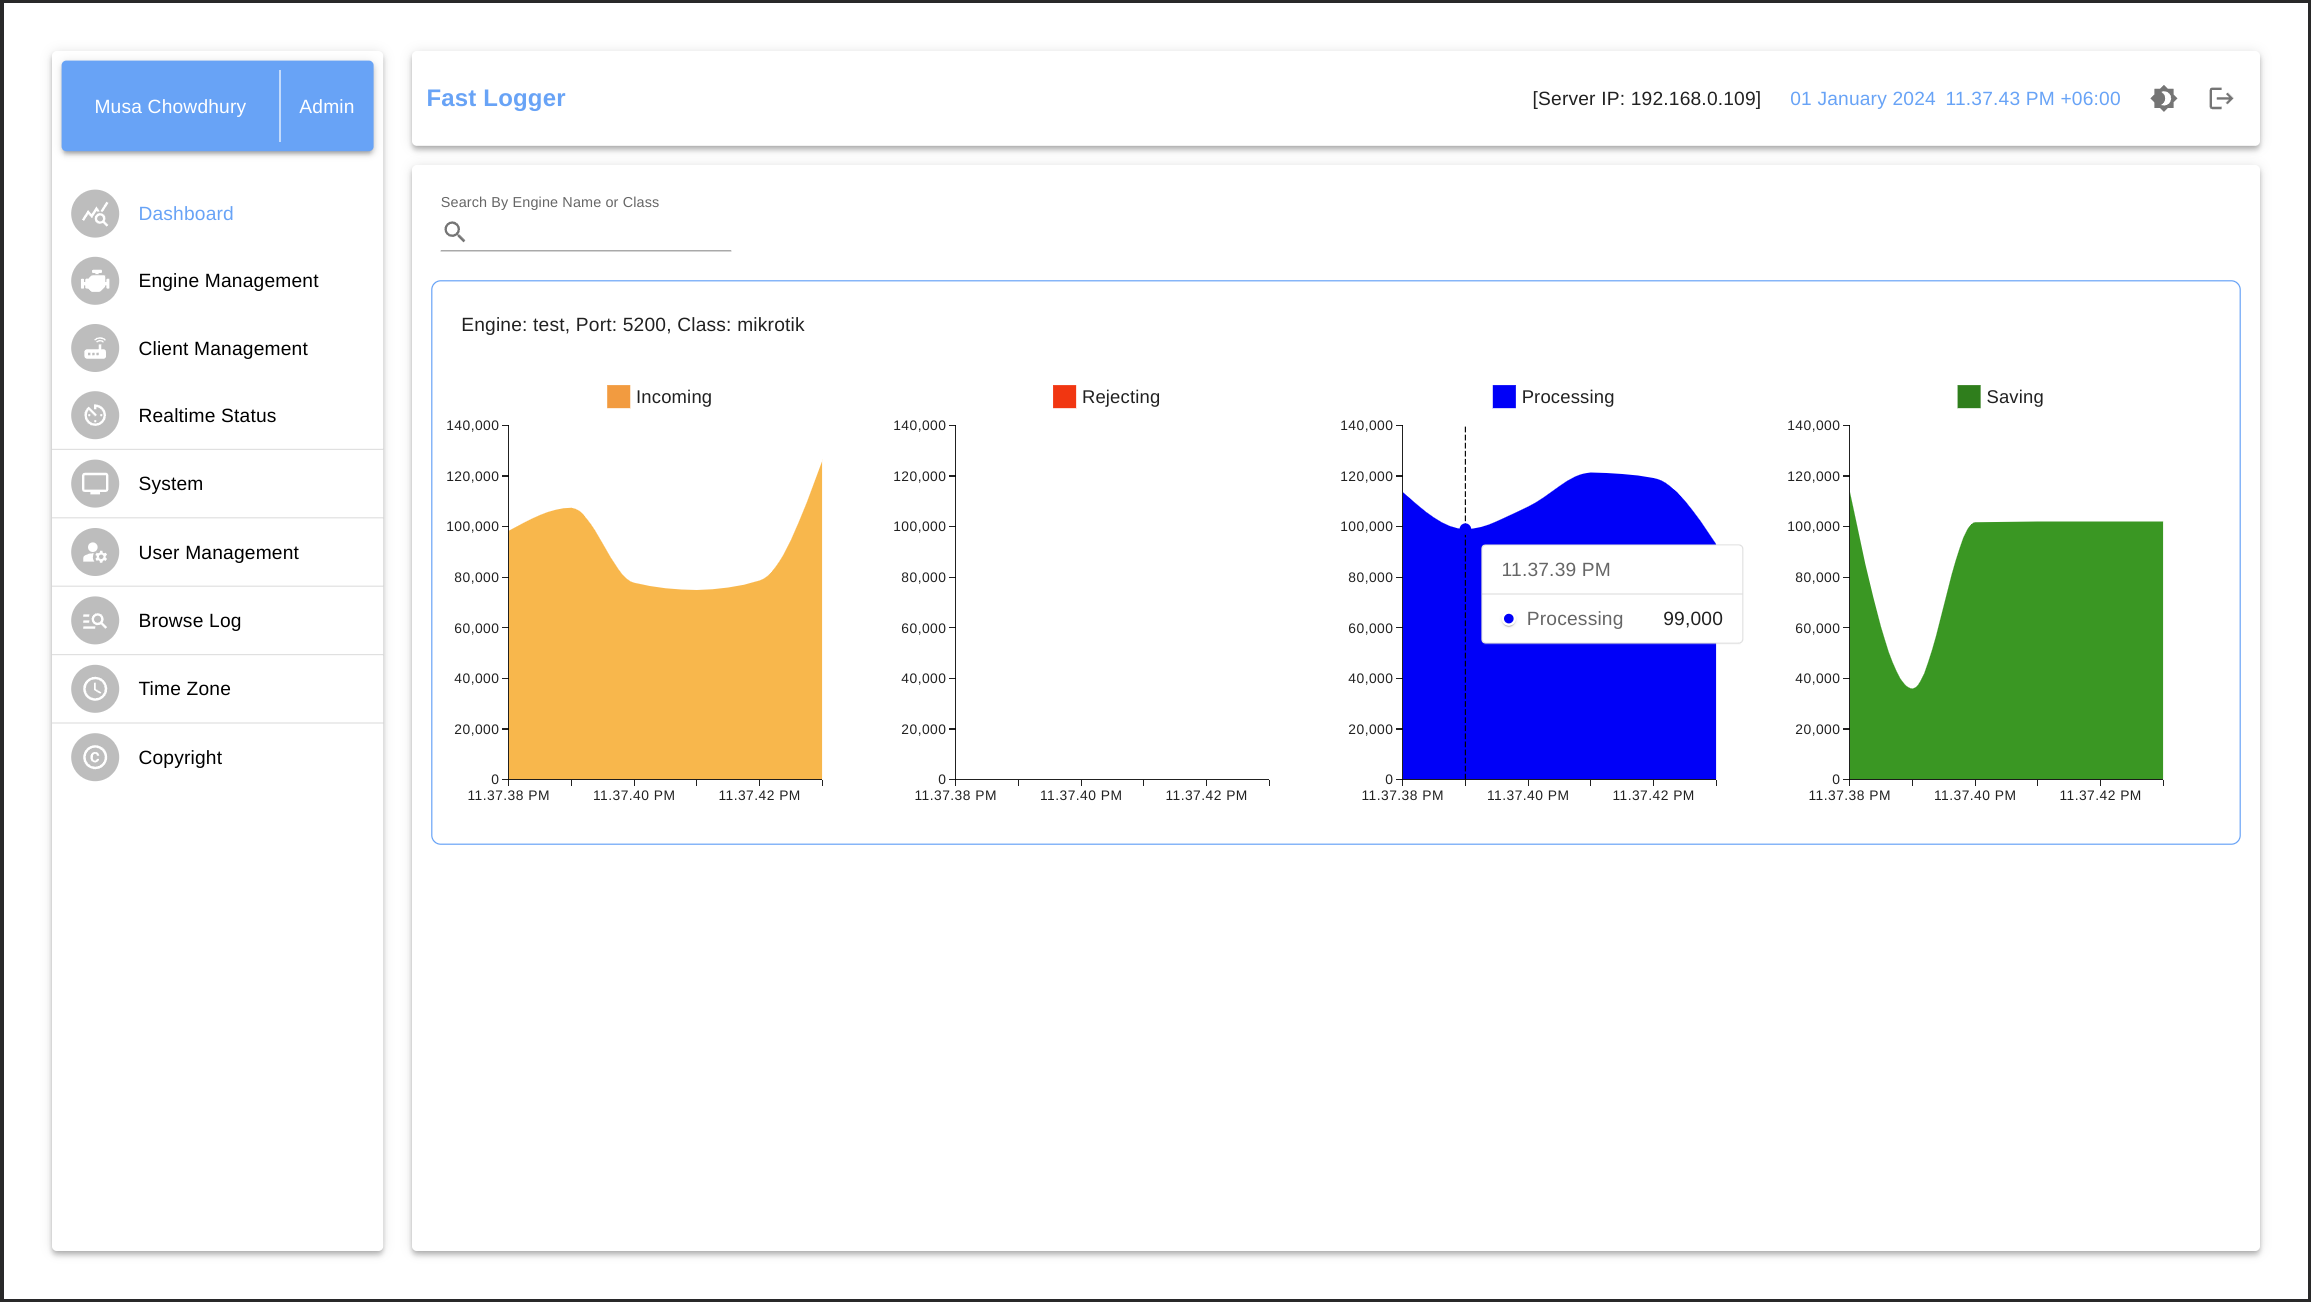 Musa Chowdhury Admin
Dashboard
Engine Management
Client Management
Realtime Status
System
User Management
Browse Log
Time Zone
Copyright
Fast Logger [Server IP: 192.168.0.109] 01 January 2024 11.37.43 PM +06:00
Search By Engine Name or Class
Engine: test, Port: 5200, Class: mikrotik
Incoming
140,000
120,000
100,000
80,000
60,000
40,000
20,000
0
11.37.38 PM 11.37.40 PM 11.37.42 PM
Rejecting
140,000
120,000
100,000
80,000
60,000
40,000
20,000
0
11.37.38 PM 11.37.40 PM 11.37.42 PM
Processing
140,000
120,000
100,000
80,000
60,000
40,000
20,000
0
11.37.38 PM 11.37.40 PM 11.37.42 PM
11.37.39 PM
Processing 99,000
Saving
140,000
120,000
100,000
80,000
60,000
40,000
20,000
0
11.37.38 PM 11.37.40 PM 11.37.42 PM